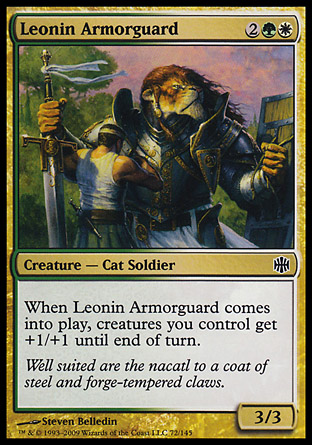 Leonin Armorguard 2
Creature — Cat Soldier
When Leonin Armorguard comes
into play, creatures you control get
+1/+1 until end of turn.
Well suited are the nacatl to a coat of
steel and forge-tempered claws.
Steven Belledin
™ & © 1993–2009 Wizards of the Coast LLC 72/145
3/3